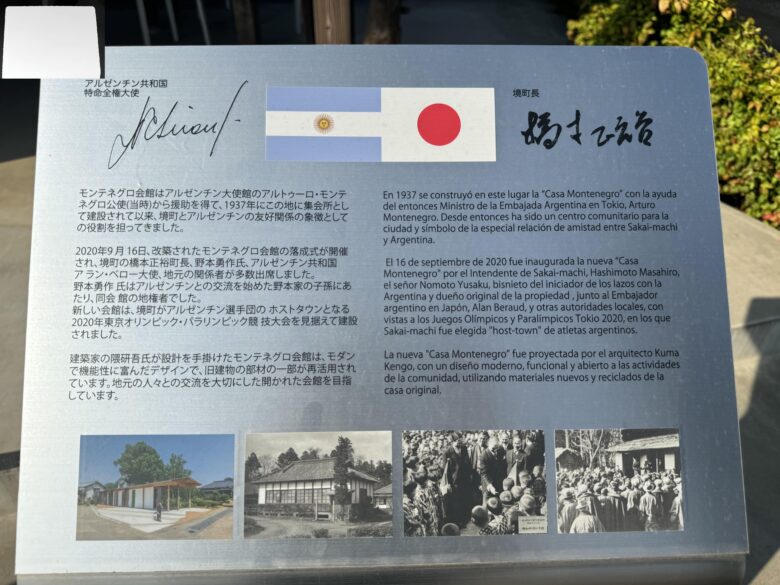 アルゼンチン共和国
特命全権大使
境町長
モンテネグロ会館はアルゼンチン大使館のアルトゥーロ・モンテ
ネグロ公使(当時)から援助を得て、1937年にこの地に集会所とし
て建設されて以来、境町とアルゼンチンの友好関係の象徴として
の役割を担ってきました。
2020年9月16日、改築されたモンテネグロ会館の落成式が開催
され、境町の橋本正裕町長、野本勇作氏、アルゼンチン共和国
アラン・ベロー大使、地元の関係者が多数出席しました。
野本勇作 氏はアルゼンチンとの交流を始めた野本家の子孫にあ
たり、同会 館の地権者でした。
新しい会館は、境町がアルゼンチン選手団の ホストタウンとなる
2020年東京オリンピック・パラリンピック競 技大会を見据えて建設
されました。
建築家の隈研吾氏が設計を手掛けたモンテネグロ会館は、モダン
で機能性に富んだデザインで、旧建物の部材の一部が再活用され
ています。地元の人々との交流を大切にした開かれた会館を目指
しています。
En 1937 se construyó en este lugar la "Casa Montenegro" con la ayuda
del entonces Ministro de la Embajada Argentina en Tokio, Arturo
Montenegro. Desde entonces ha sido un centro comunitario para la
ciudad y símbolo de la especial relación de amistad entre Sakai-machi
y Argentina.
El 16 de septiembre de 2020 fue inaugurada la nueva "Casa
Montenegro" por el Intendente de Sakai-machi, Hashimoto Masahiro,
el señor Nomoto Yusaku, bisnieto del iniciador de los lazos con la
Argentina y dueño original de la propiedad , junto al Embajador
argentino en Japón, Alan Beraud, y otras autoridades locales, con
vistas a los Juegos Olímpicos y Paralímpicos Tokio 2020, en los que
Sakai-machi fue elegida "host-town" de atletas argentinos.
La nueva "Casa Montenegro" fue proyectada por el arquitecto Kuma
Kengo, con un diseño moderno, funcional y abierto a las actividades
de la comunidad, utilizando materiales nuevos y reciclados de la
casa original.